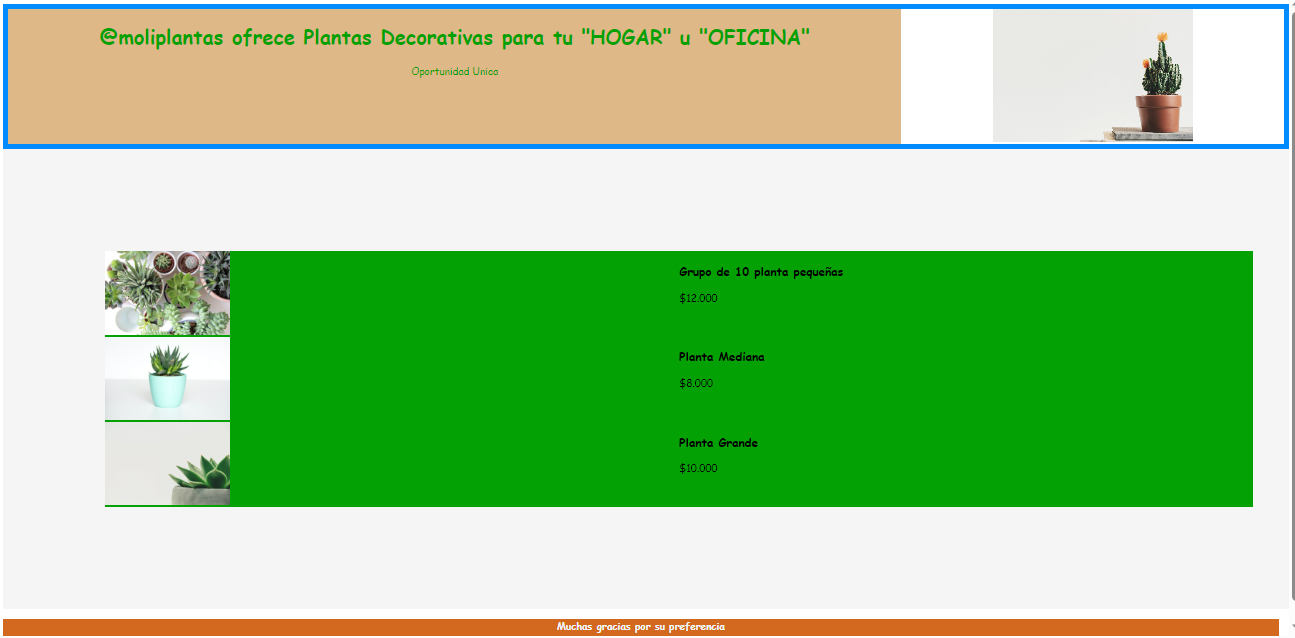 @moliplantas ofrece Plantas Decorativas para tu "HOGAR" u "OFICINA"
Oportunidad Unica
Grupo de 10 planta pequeñas
$12.000
Planta Mediana
$8.000
Planta Grande
$10.000
Muchas gracias por su preferencia